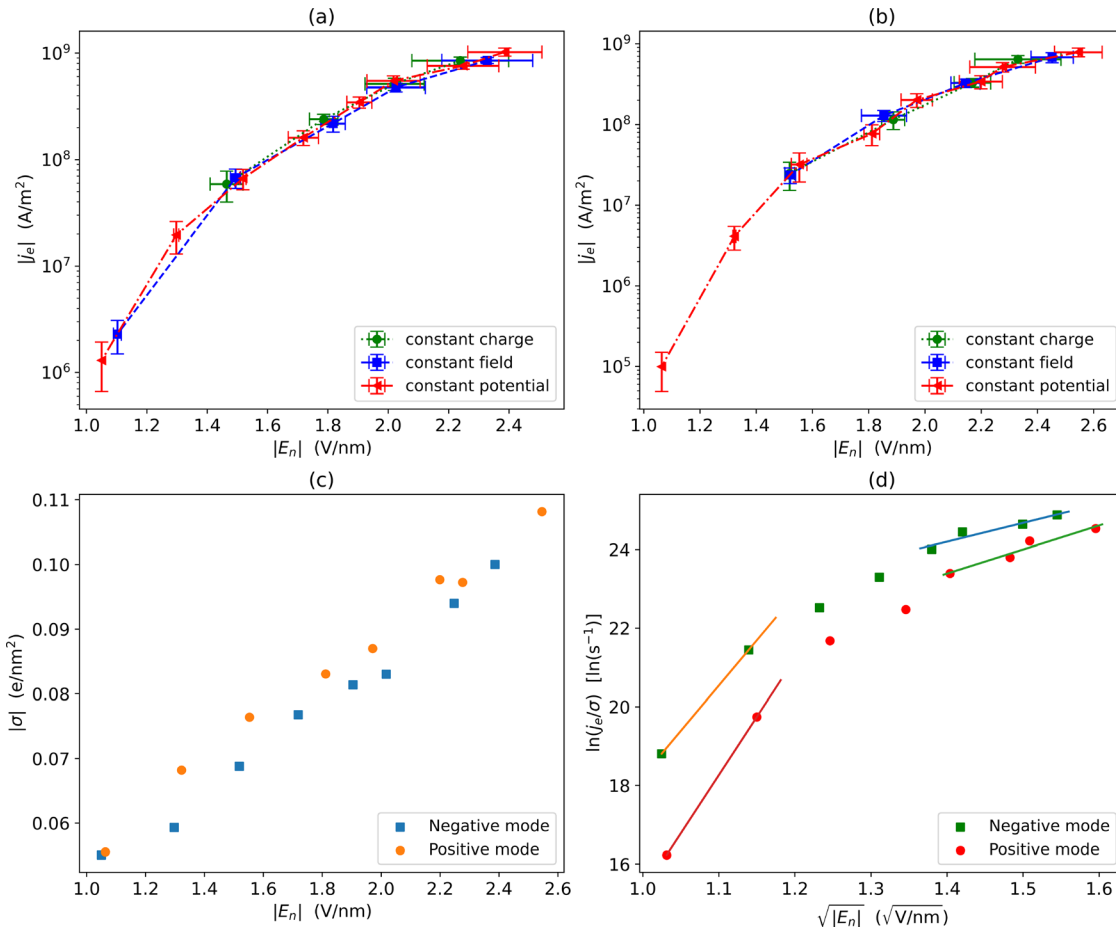 (a)
10⁹
10⁸
10⁷
10⁶
|jₑ| (A/m²)
1.0 1.2 1.4 1.6 1.8 2.0 2.2 2.4
|Eₙ| (V/nm)
constant charge
constant field
constant potential
(b)
10⁹
10⁸
10⁷
10⁶
10⁵
|jₑ| (A/m²)
1.0 1.2 1.4 1.6 1.8 2.0 2.2 2.4 2.6
|Eₙ| (V/nm)
constant charge
constant field
constant potential
(c)
0.11
0.10
0.09
0.08
0.07
0.06
|σ| (e/nm²)
1.0 1.2 1.4 1.6 1.8 2.0 2.2 2.4 2.6
|Eₙ| (V/nm)
Negative mode
Positive mode
(d)
24
22
20
18
16
ln(jₑ/σ) [ln(s⁻¹)]
1.0 1.1 1.2 1.3 1.4 1.5 1.6
√|Eₙ| (√V/nm)
Negative mode
Positive mode